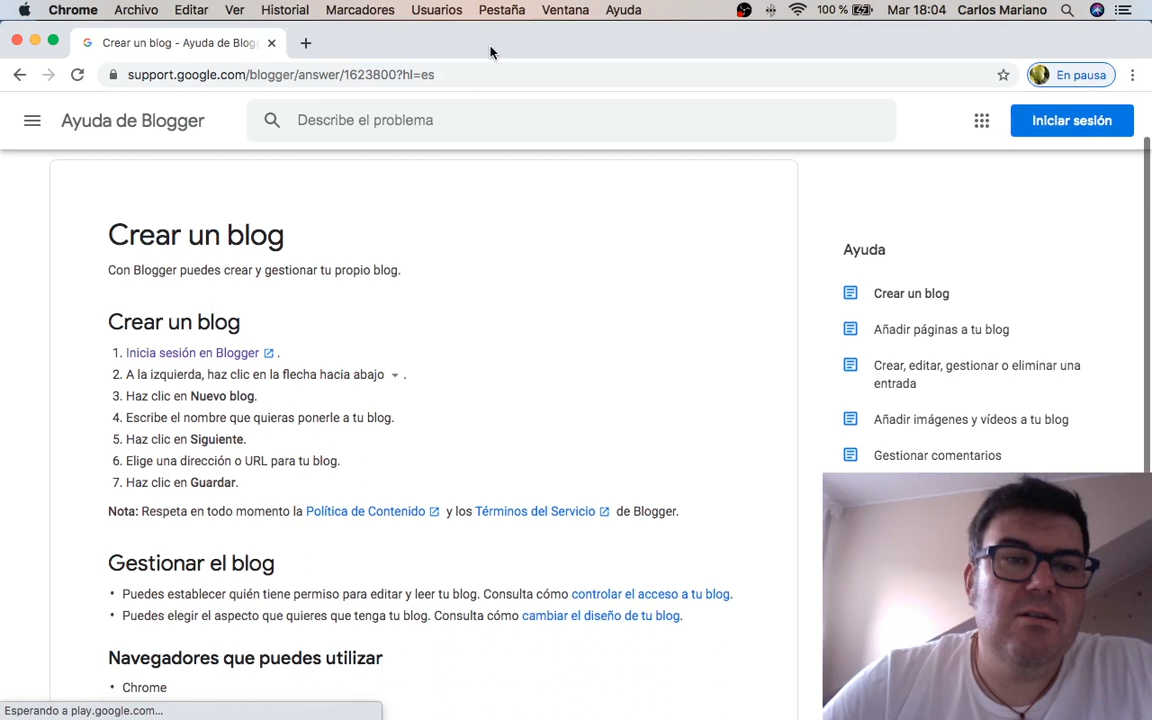 Chrome Archivo Editar Ver Historial Marcadores Usuarios Pestaña Ventana Ayuda 100 % Mar 18:04 Carlos Mariano
Crear un blog - Ayuda de Blog
support.google.com/blogger/answer/1623800?hl=es
En pausa
Ayuda de Blogger
Describe el problema
Iniciar sesión
Crear un blog
Con Blogger puedes crear y gestionar tu propio blog.
Crear un blog
1. Inicia sesión en Blogger .
2. A la izquierda, haz clic en la flecha hacia abajo .
3. Haz clic en Nuevo blog.
4. Escribe el nombre que quieras ponerle a tu blog.
5. Haz clic en Siguiente.
6. Elige una dirección o URL para tu blog.
7. Haz clic en Guardar.
Nota: Respeta en todo momento la Política de Contenido y los Términos del Servicio de Blogger.
Gestionar el blog
• Puedes establecer quién tiene permiso para editar y leer tu blog. Consulta cómo controlar el acceso a tu blog.
• Puedes elegir el aspecto que quieres que tenga tu blog. Consulta cómo cambiar el diseño de tu blog.
Navegadores que puedes utilizar
• Chrome
Ayuda
Crear un blog
Añadir páginas a tu blog
Crear, editar, gestionar o eliminar una
entrada
Añadir imágenes y vídeos a tu blog
Gestionar comentarios
Esperando a play.google.com...